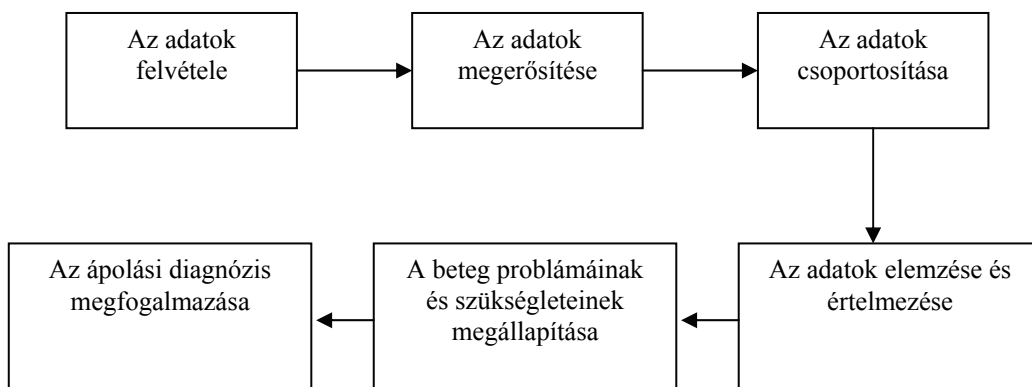 Az adatok
felvétele
Az adatok
megerősítése
Az adatok
csoportosítása
Az adatok elemzése és
értelmezése
A beteg problámáinak
és szükségleteinek
megállapítása
Az ápolási diagnózis
megfogalmazása